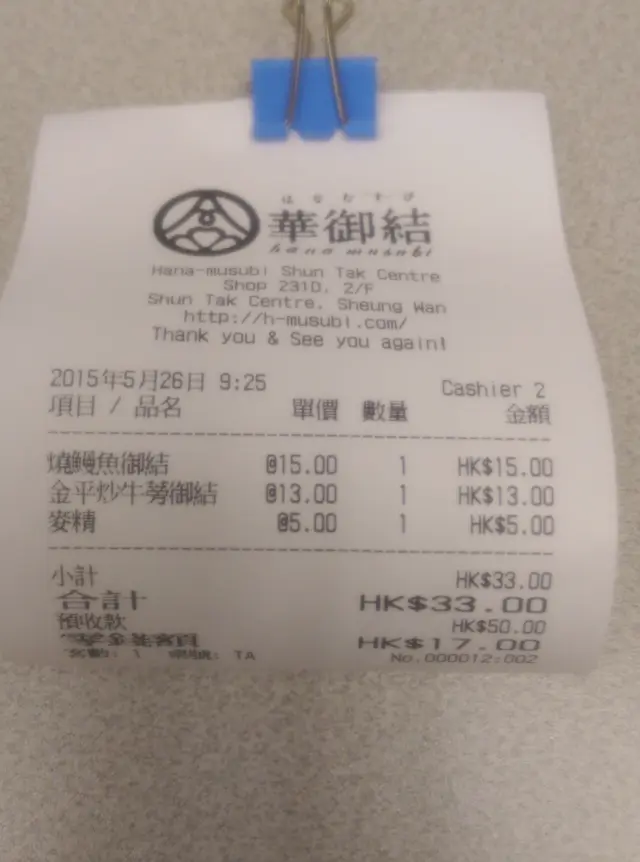 はなむすび
華御結
hana musubi
Hana-musubi Shun Tak Centre
Shop 231D, 2/F
Shun Tak Centre, Sheung Wan
http://h-musubi.com/
Thank you & See you again!
2015年5月26日 9:25 Cashier 2
項目 / 品名 單價 數量 金額
燒鰻魚御結 @15.00 1 HK$15.00
金平炒牛蒡御結 @13.00 1 HK$13.00
麥精 @5.00 1 HK$5.00
小計 HK$33.00
合計 HK$33.00
預收款 HK$50.00
HK$17.00
客數: 1 TA No.000012:002